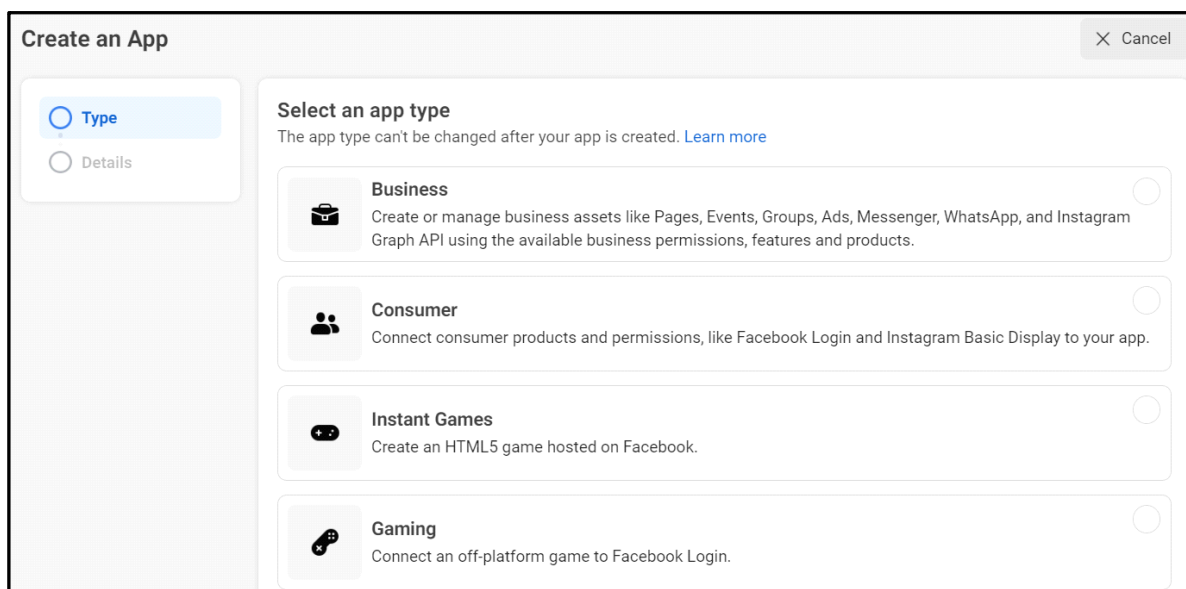 Create an App
Cancel
Type
Details
Select an app type
The app type can't be changed after your app is created. Learn more
Business
Create or manage business assets like Pages, Events, Groups, Ads, Messenger, WhatsApp, and Instagram
Graph API using the available business permissions, features and products.
Consumer
Connect consumer products and permissions, like Facebook Login and Instagram Basic Display to your app.
Instant Games
Create an HTML5 game hosted on Facebook.
Gaming
Connect an off-platform game to Facebook Login.